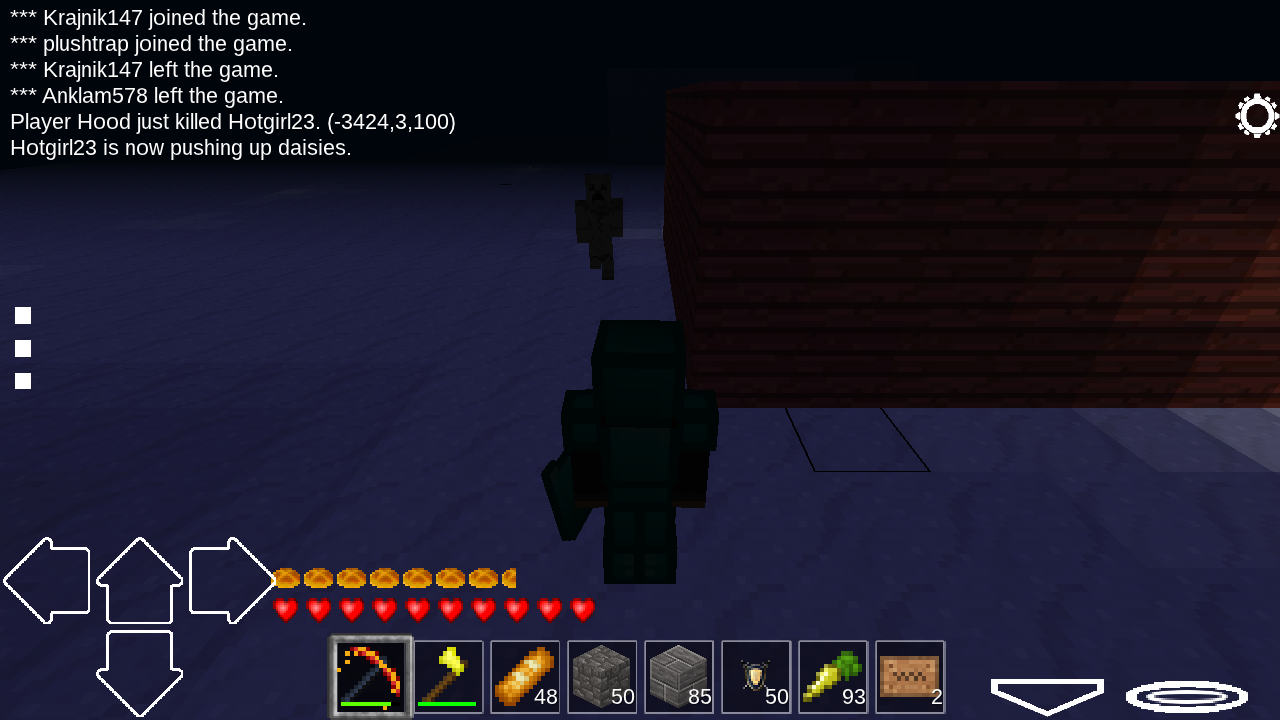 *** Krajnik147 joined the game.
*** plushtrap joined the game.
*** Krajnik147 left the game.
*** Anklam578 left the game.
Player Hood just killed Hotgirl23. (-3424,3,100)
Hotgirl23 is now pushing up daisies.
48 50 85 50 93 2